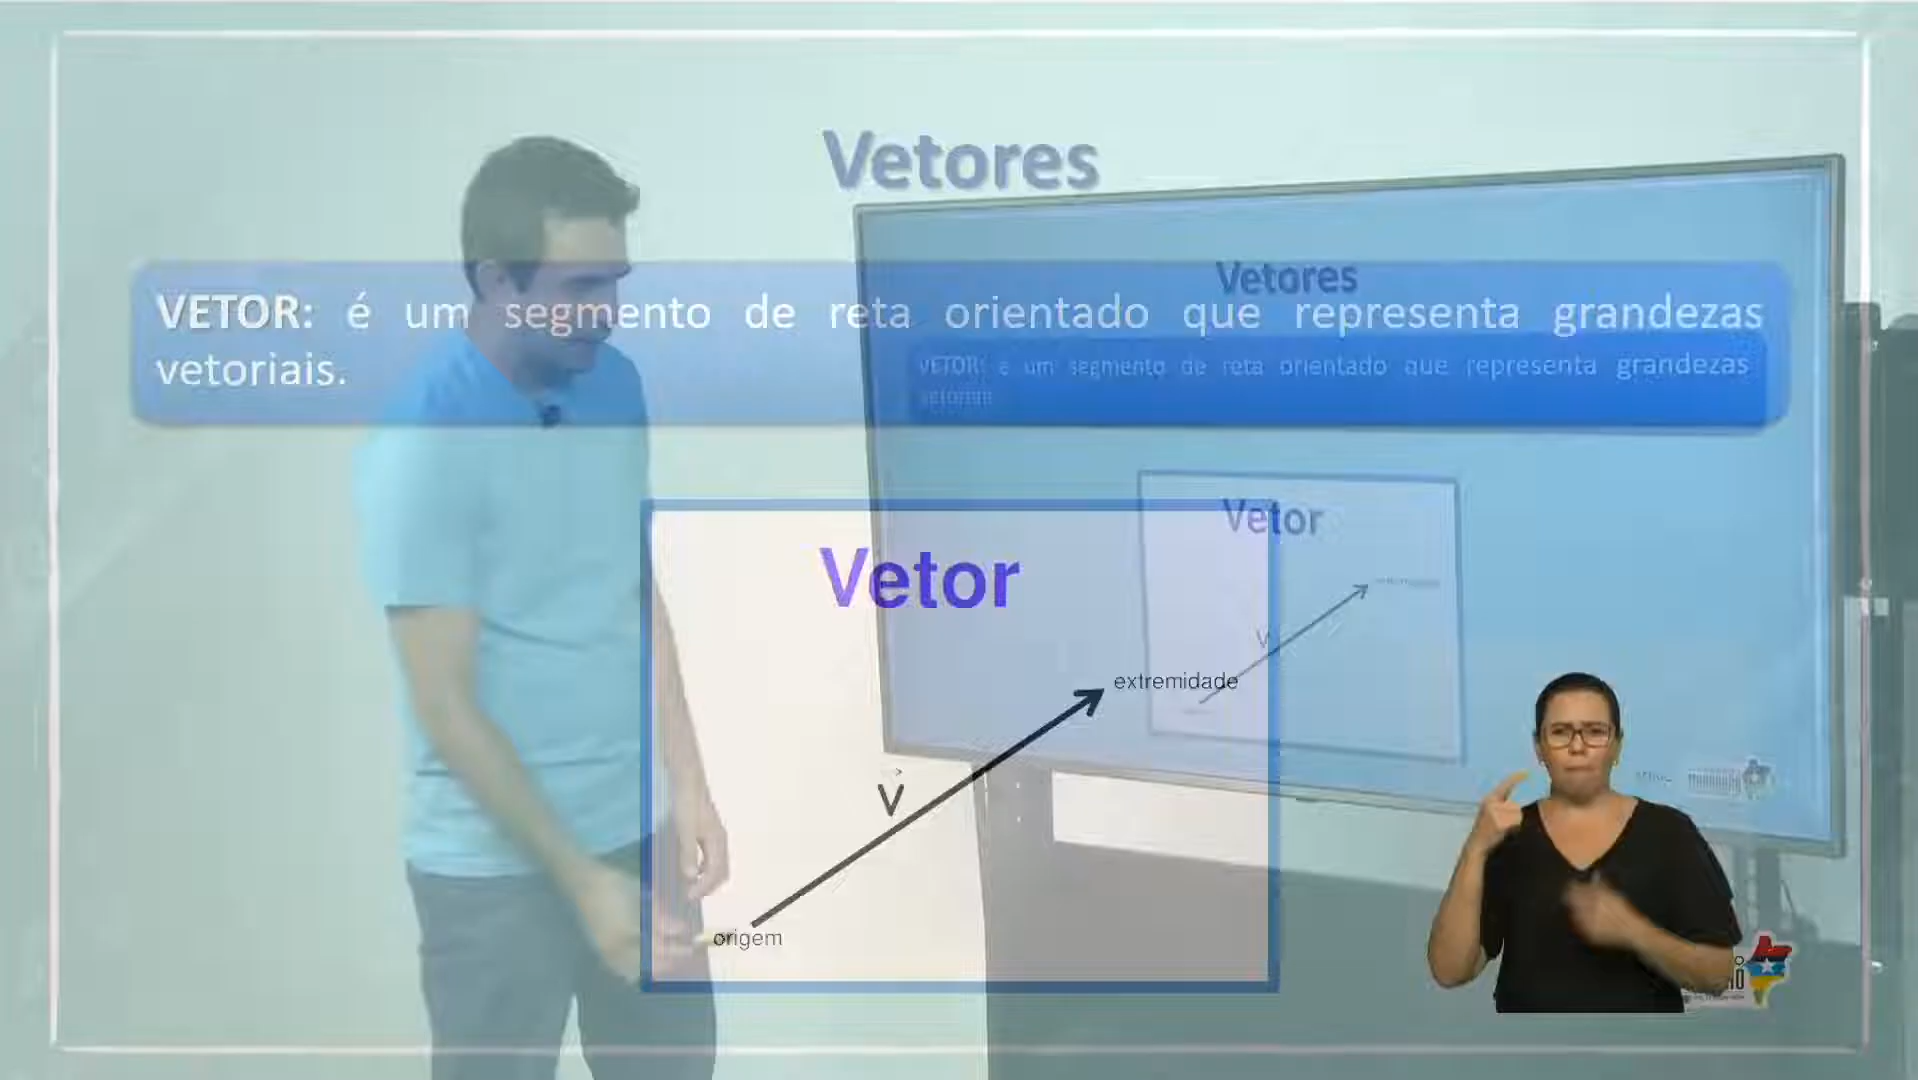 Vetores
VETOR: é um segmento de reta orientado que representa grandezas
vetoriais.
Vetor
extremidade
V
origem
Vetores
VETOR: é um segmento de reta orientado que representa grandezas
vetoriais.
Vetor
V